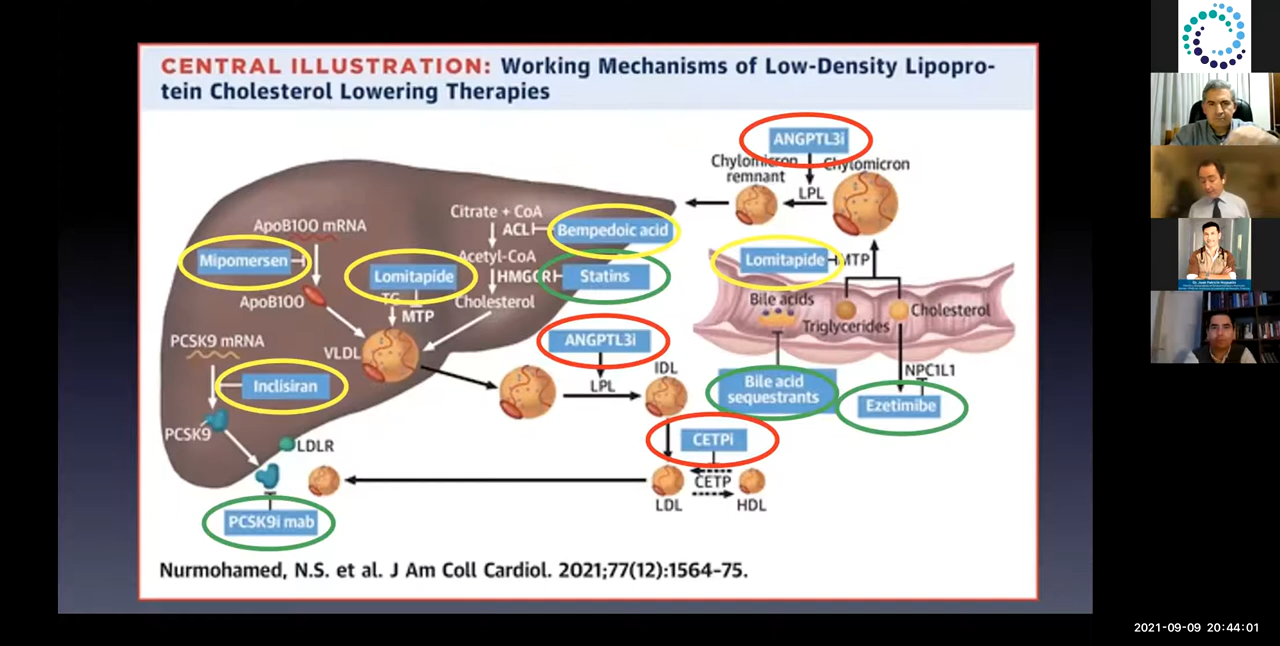 CENTRAL ILLUSTRATION: Working Mechanisms of Low-Density Lipopro-
tein Cholesterol Lowering Therapies
ANGPTL3i
Chylomicron
remnant
Chylomicron
LPL
Citrate + CoA
ACL
Bempedoic acid
ApoB100 mRNA
Mipomersen
Lomitapide
Acetyl-CoA
HMGCR
Statins
Lomitapide
MTP
ApoB100
TG
MTP
Cholesterol
Bile acids
Triglycerides
Cholesterol
PCSK9 mRNA
VLDL
ANGPTL3i
LPL
IDL
NPC1L1
Inclisiran
Bile acid
sequestrants
Ezetimibe
PCSK9
LDLR
CETPi
CETP
LDL
HDL
PCSK9i mab
Nurmohamed, N.S. et al. J Am Coll Cardiol. 2021;77(12):1564–75.
2021-09-09 20:44:01